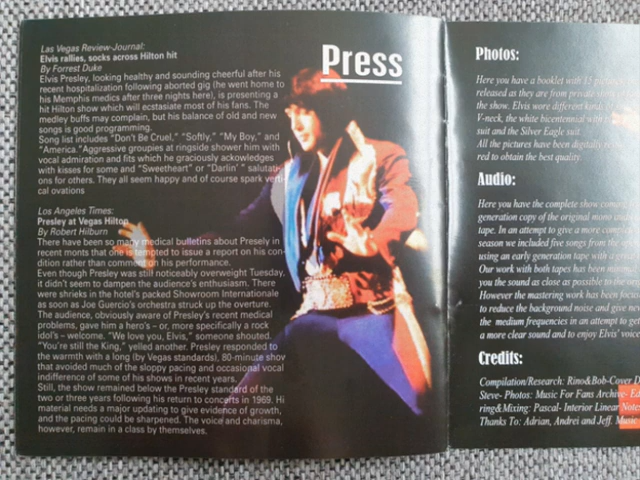 Press
Las Vegas Review-Journal:
Elvis rallies, socks across Hilton hit
By Forrest Duke
Elvis Presley, looking healthy and sounding cheerful after his
recent hospitalization following aborted gig (he went home to
his Memphis medics after three nights here), is presenting a
hit Hilton show which will ecstasiate most of his fans. The
medley buffs may complain, but his balance of old and new
songs is good programming.
Song list includes "Don't Be Cruel," "Softly," "My Boy," and
"America."Aggressive groupies at ringside shower him with
vocal admiration and fits which he graciously ackowledges
with kisses for some and "Sweetheart" or "Darlin' " salutati-
ons for others. They all seem happy and of course spark verti-
cal ovations
Los Angeles Times:
Presley at Vegas Hilton
By Robert Hilburn
There have been so many medical bulletins about Presely in
recent monts that one is tempted to issue a report on his con-
dition rather than comment on his performance.
Even though Presley was still noticeably overweight Tuesday,
it didn't seem to dampen the audience's enthusiasm. There
were shrieks in the hotel's packed Showroom Internationale
as soon as Joe Guercio's orchestra struck up the overture.
The audience, obviously aware of Presley's recent medical
problems, gave him a hero's – or, more specifically a rock
idol's – welcome. "We love you, Elvis," someone shouted.
"You're still the King," yelled another. Presley responded to
the warmth with a long (by Vegas standards), 80-minute show
that avoided much of the sloppy pacing and occasional vocal
indifference of some of his shows in recent years.
Still, the show remained below the Presley standard of the
two or three years following his return to concerts in 1969. Hi
material needs a major updating to give evidence of growth,
and the pacing could be sharpened. The voice and charisma,
however, remain in a class by themselves.
Photos:
Here you have a booklet with
released as they are from private
the show. Elvis wore different
V-neck, the white bicentennial with
suit and the Silver Eagle suit.
All the pictures have been digitally
red to obtain the best quality.
Audio:
Here you have the complete show coming
generation copy of the original mono
tape. In an attempt to give a more complete
season we included five songs from the
using an early generation tape with a
Our work with both tapes has been
you the sound as close as possible to the
However the mastering work has been
to reduce the background noise and give
the medium frequencies in an attempt to get
a more clear sound and to enjoy Elvis' voice
Credits:
Compilation/Research: Rino&Bob-Cover
Steve- Photos: Music For Fans Archive-
ring&Mixing: Pascal- Interior Linear Notes
Thanks To: Adrian, Andrei and Jeff. Music